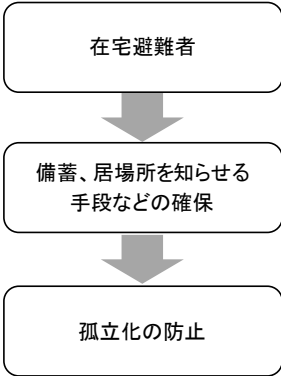 在宅避難者
備蓄、居場所を知らせる
手段などの確保
孤立化の防止